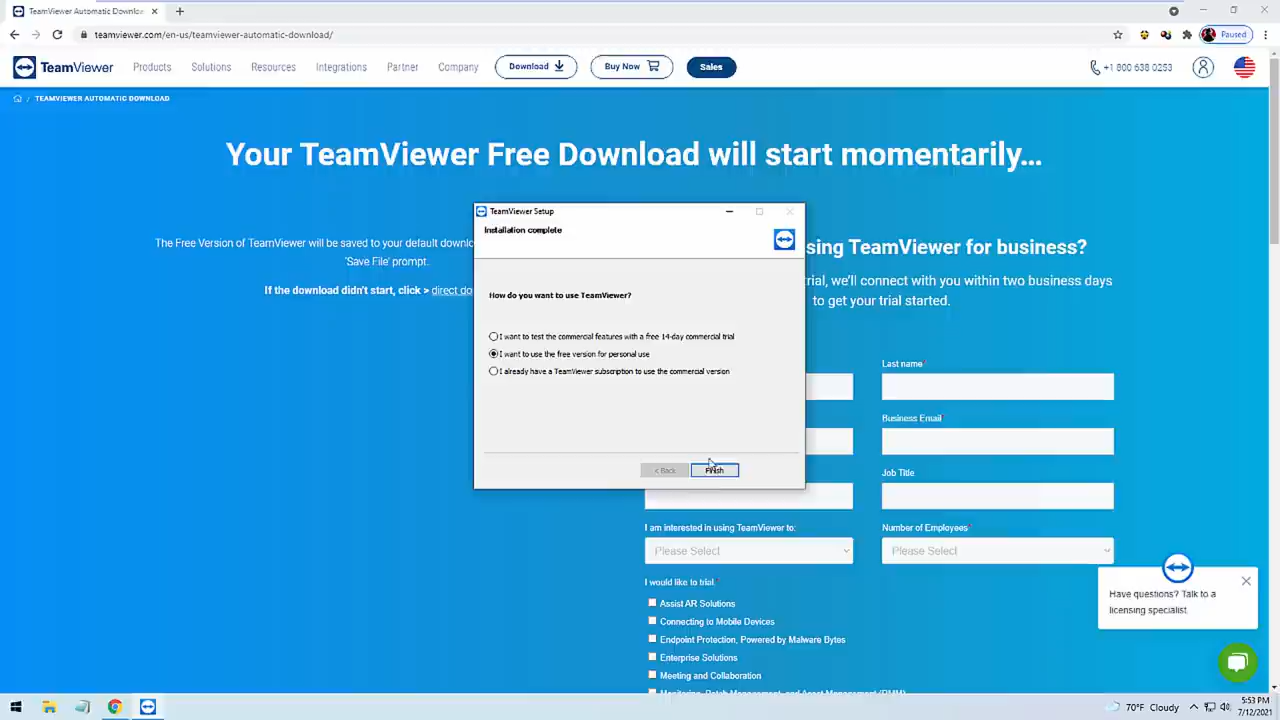 TeamViewer Automatic Downloa
teamviewer.com/en-us/teamviewer-automatic-download/
Paused
TeamViewer
Products
Solutions
Resources
Integrations
Partner
Company
Download
Buy Now
Sales
+1 800 638 0253
/ TEAMVIEWER AUTOMATIC DOWNLOAD
Your TeamViewer Free Download will start momentarily...
The Free Version of TeamViewer will be saved to your default downlo
'Save File' prompt.
If the download didn't start, click > direct do
TeamViewer Setup
Installation complete
How do you want to use TeamViewer?
I want to test the commercial features with a free 14-day commercial trial
I want to use the free version for personal use
I already have a TeamViewer subscription to use the commercial version
< Back
Finish
sing TeamViewer for business?
rial, we'll connect with you within two business days
to get your trial started.
Last name*
Business Email*
Job Title
I am interested in using TeamViewer to:
Number of Employees*
Please Select
Please Select
I would like to trial:*
Assist AR Solutions
Connecting to Mobile Devices
Endpoint Protection, Powered by Malware Bytes
Enterprise Solutions
Meeting and Collaboration
Monitoring, Patch Management, and Asset Management (RMM)
Have questions? Talk to a
licensing specialist.
70°F Cloudy
5:53 PM
7/12/2021